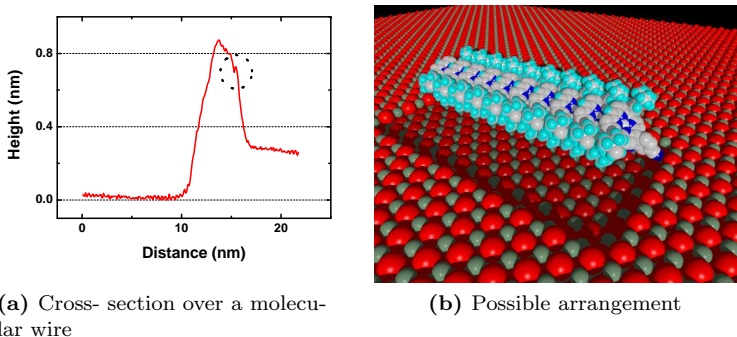 0.8
0.4
0.0
Height (nm)
0
10
20
Distance (nm)
(a) Cross- section over a molecu-
lar wire
(b) Possible arrangement